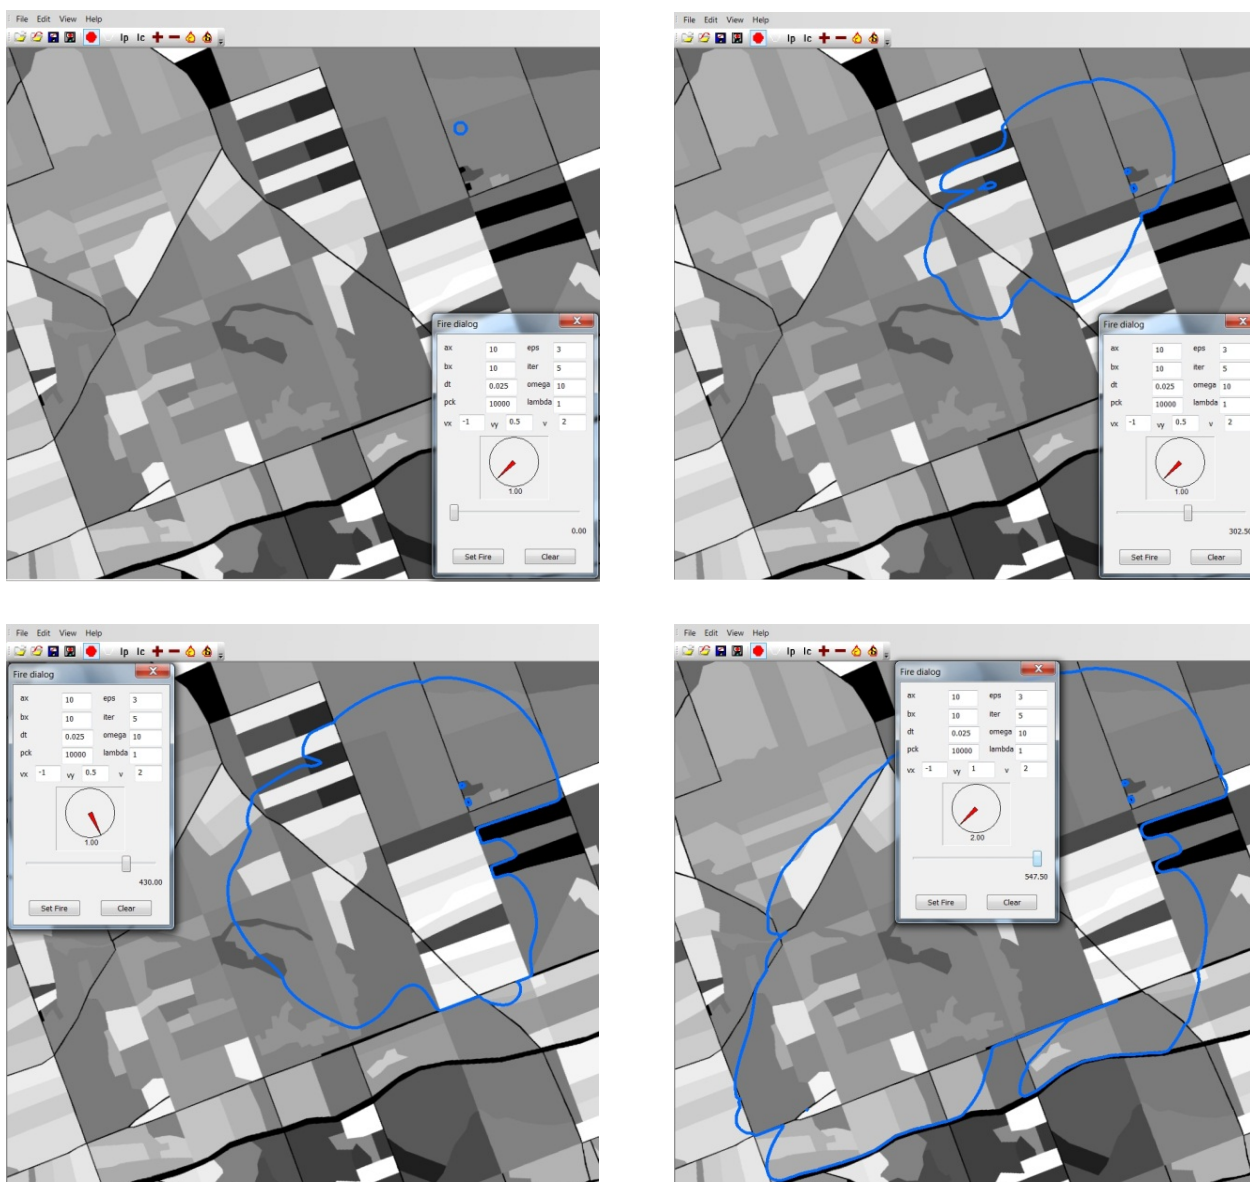 File Edit View Help
Ip Ic
Fire dialog
ax 10 eps 3
bx 10 iter 5
dt 0.025 omega 10
pck 10000 lambda 1
vx -1 vy 0.5 v 2
1.00
0.00
Set Fire Clear
File Edit View Help
Ip Ic
Fire dialog
ax 10 eps 3
bx 10 iter 5
dt 0.025 omega 10
pck 10000 lambda 1
vx -1 vy 0.5 v 2
1.00
302.50
Set Fire Clear
File Edit View Help
Ip Ic
Fire dialog
ax 10 eps 3
bx 10 iter 5
dt 0.025 omega 10
pck 10000 lambda 1
vx -1 vy 0.5 v 2
1.00
430.00
Set Fire Clear
File Edit View Help
Ip Ic
Fire dialog
ax 10 eps 3
bx 10 iter 5
dt 0.025 omega 10
pck 10000 lambda 1
vx -1 vy 1 v 2
2.00
547.50
Set Fire Clear